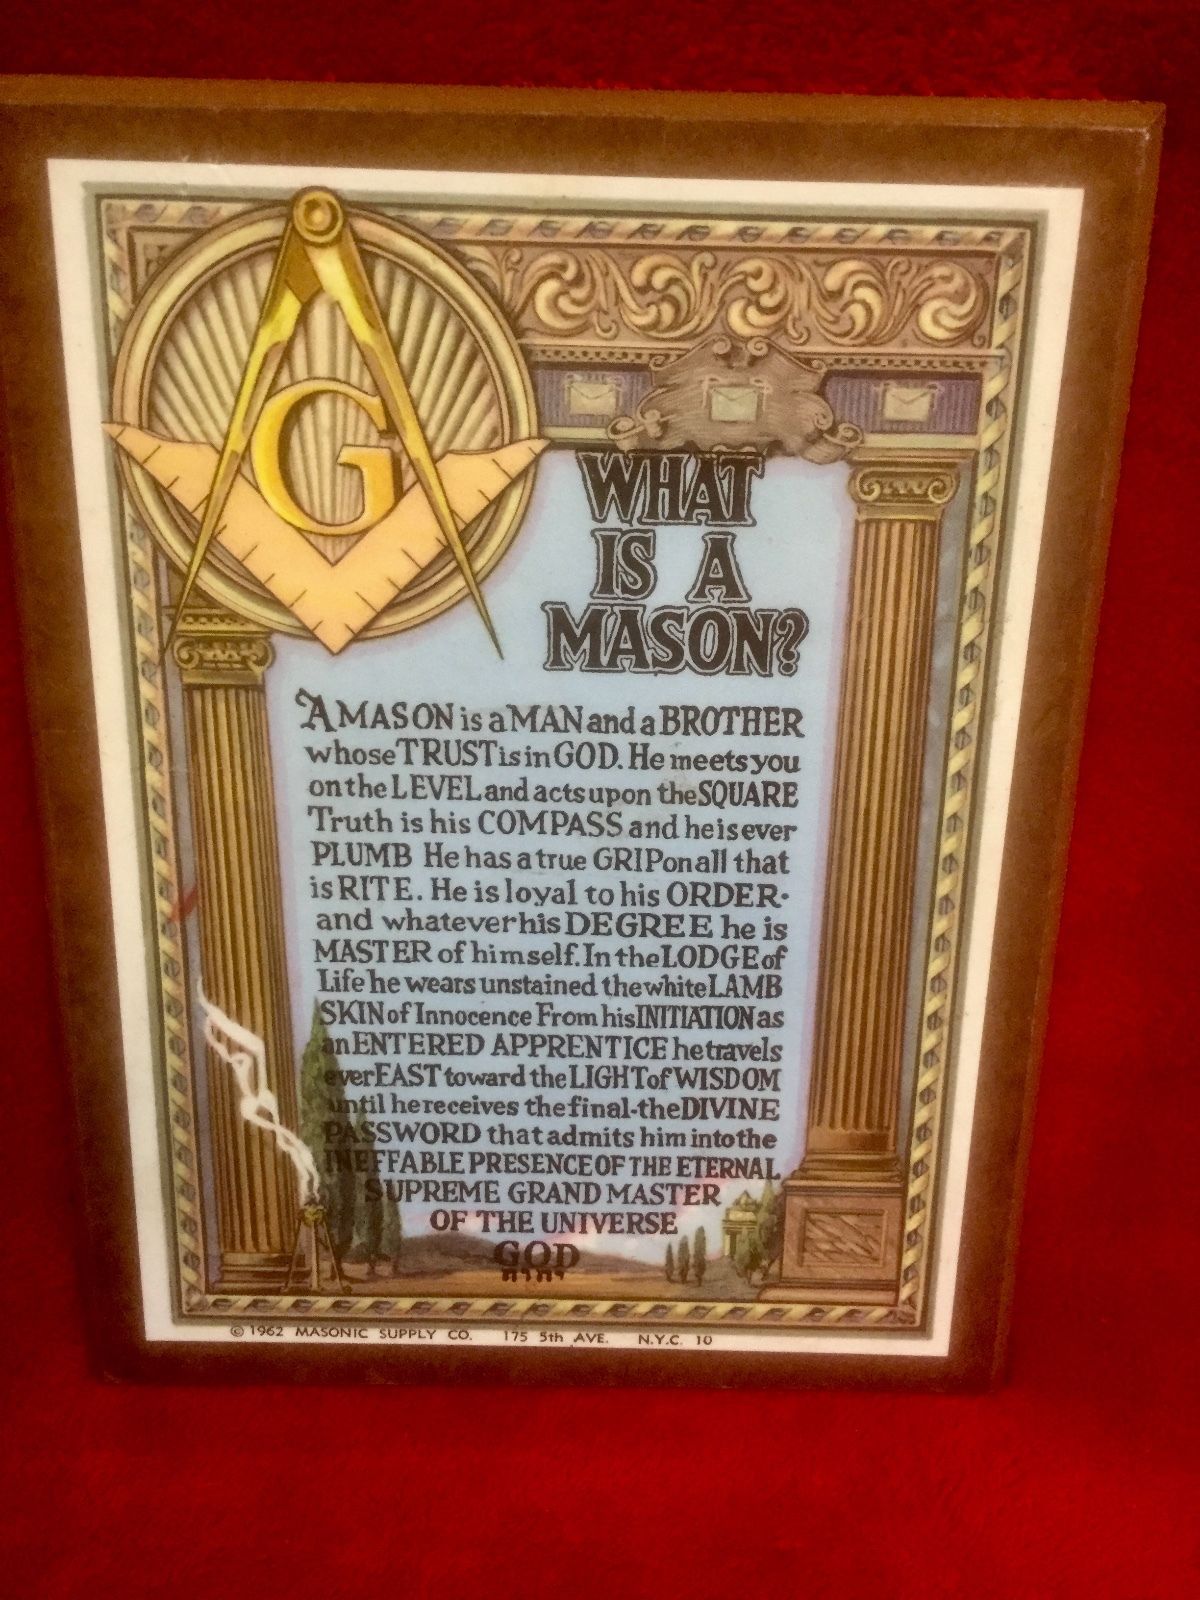 G
WHAT
IS A
MASON?
A MASON is a MAN and a BROTHER
whose TRUST is in GOD. He meets you
on the LEVEL and acts upon the SQUARE
Truth is his COMPASS and he is ever
PLUMB He has a true GRIP on all that
is RITE. He is loyal to his ORDER-
and whatever his DEGREE he is
MASTER of himself. In the LODGE of
Life he wears unstained the white LAMB
SKIN of Innocence From his INITIATION as
an ENTERED APPRENTICE he travels
ever EAST toward the LIGHT of WISDOM
until he receives the final-the DIVINE
PASSWORD that admits him into the
INEFFABLE PRESENCE OF THE ETERNAL
SUPREME GRAND MASTER
OF THE UNIVERSE
GOD
© 1962 MASONIC SUPPLY CO. 175 5th AVE. N.Y.C. 10